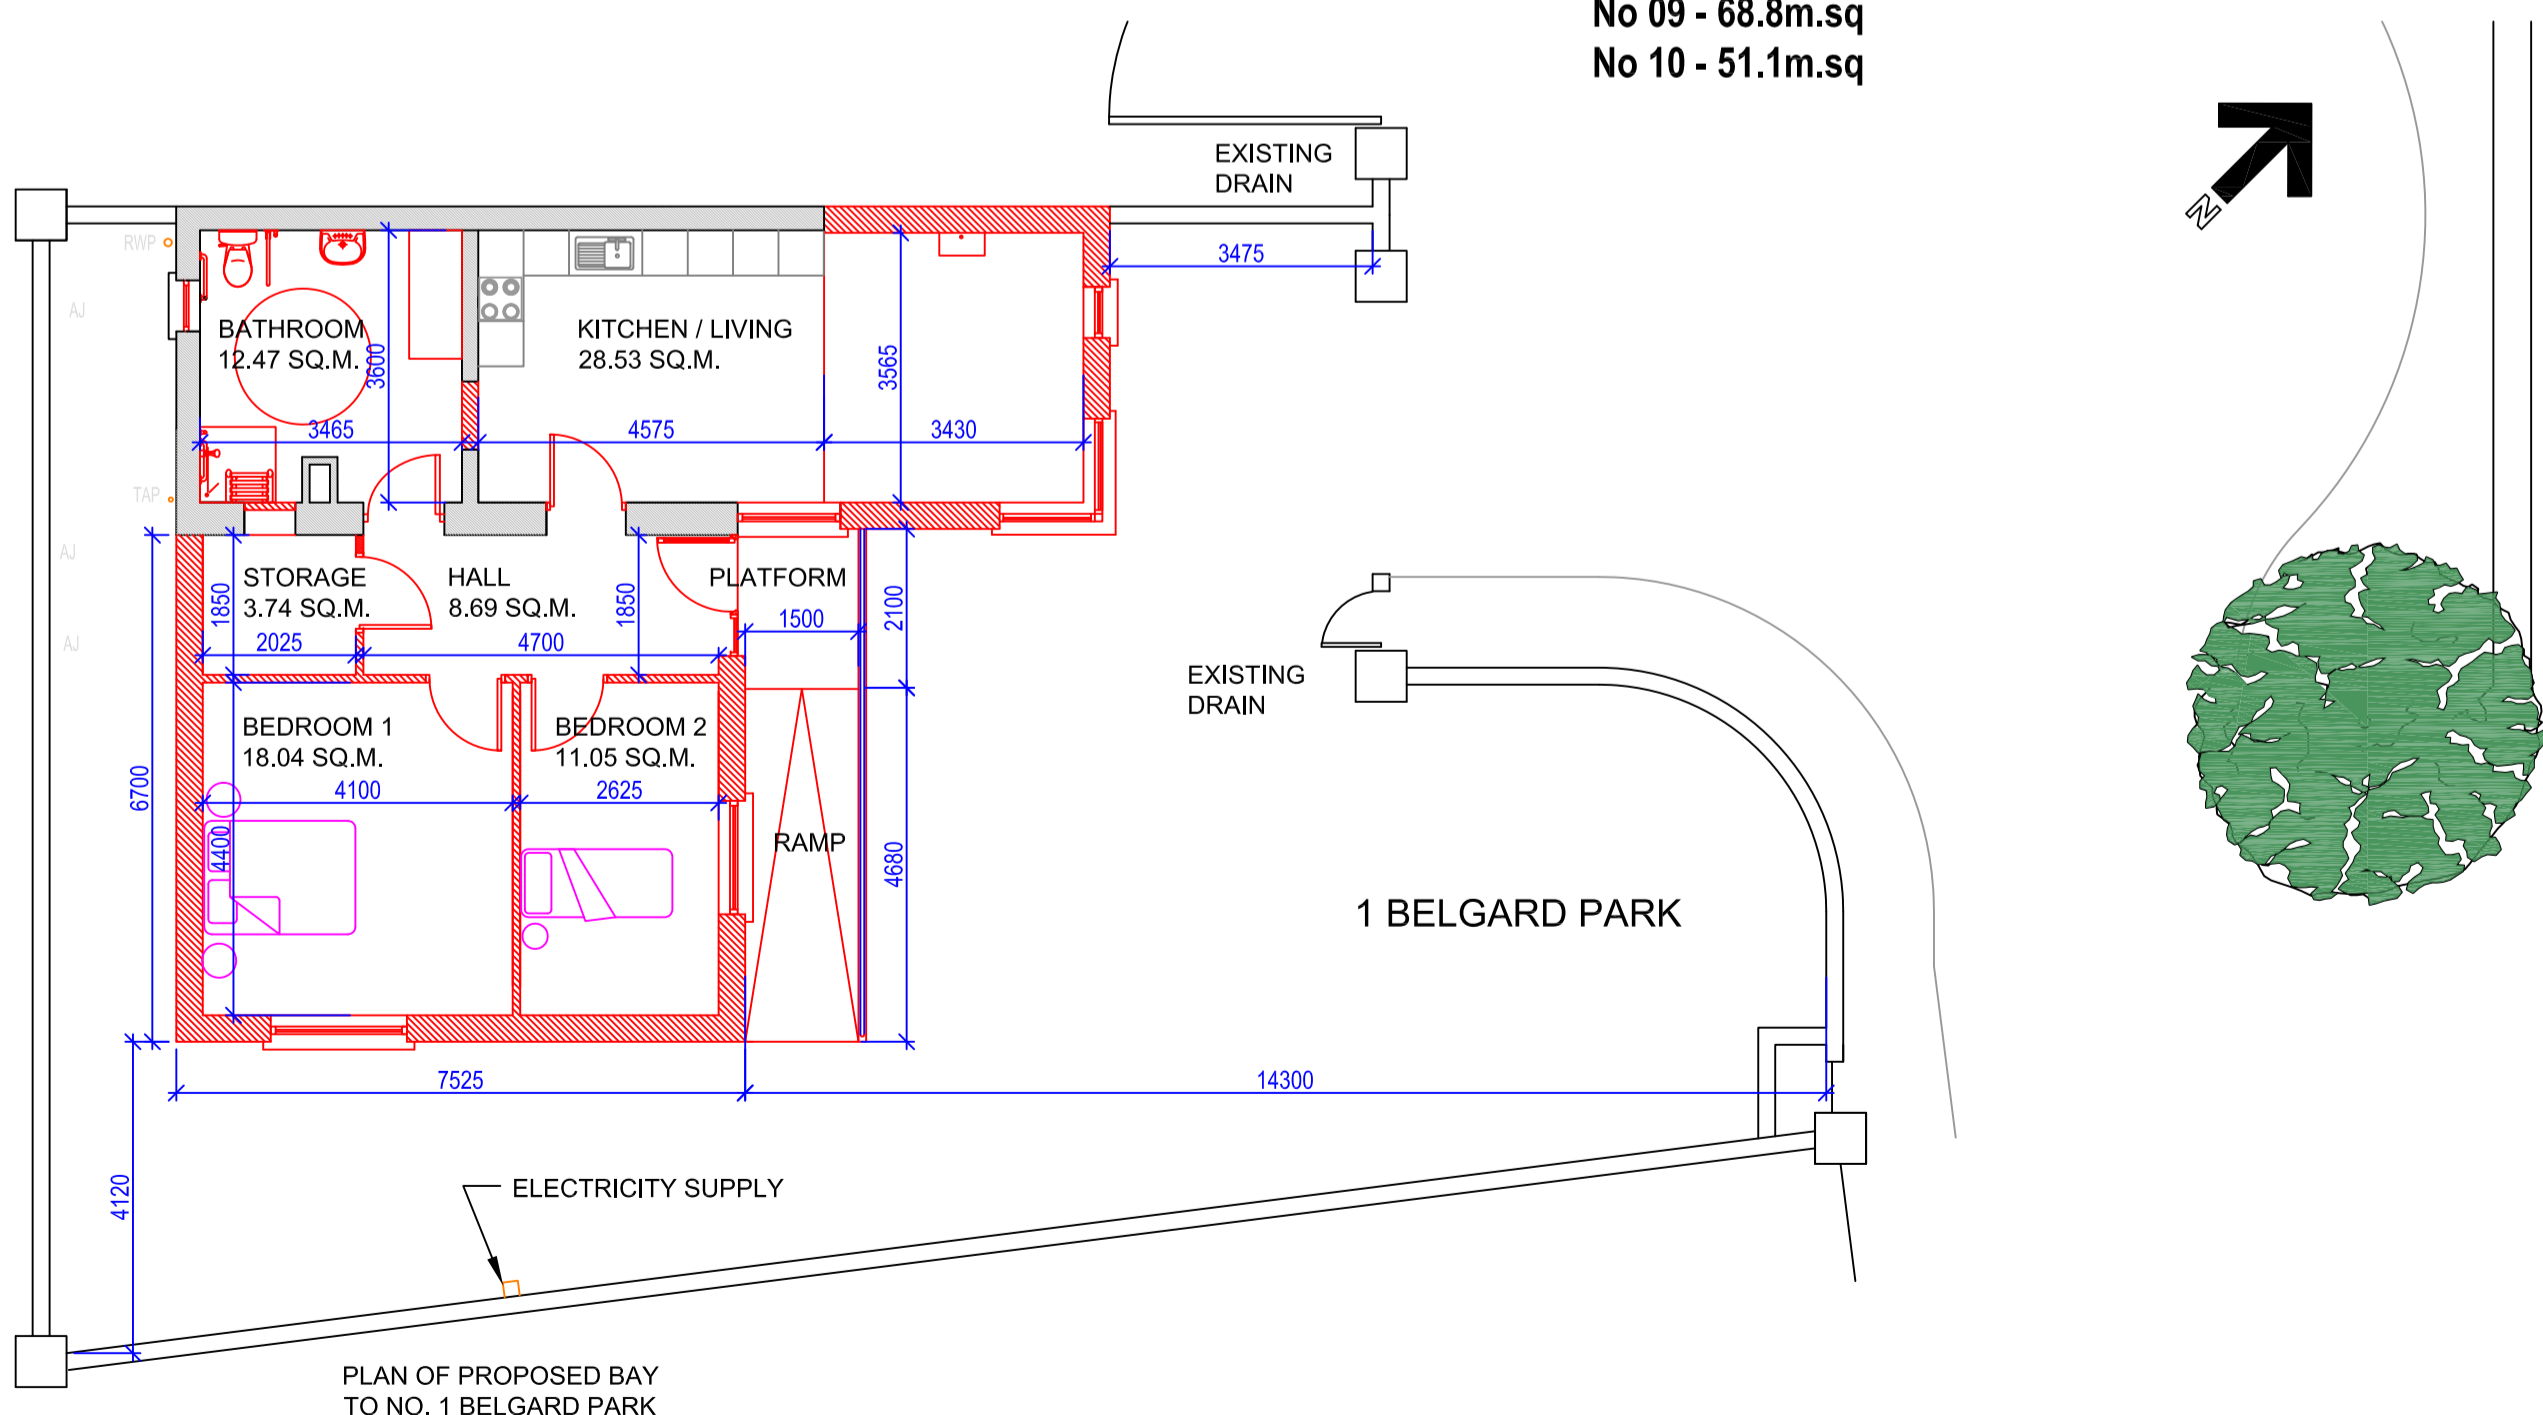 No 09 - 68.8m.sq
No 10 - 51.1m.sq
EXISTING
DRAIN
N
RWP
3475
AJ
BATHROOM
12.47 SQ.M.
3600
KITCHEN / LIVING
28.53 SQ.M.
3565
3465
4575
3430
TAP
AJ
STORAGE
3.74 SQ.M.
HALL
8.69 SQ.M.
PLATFORM
1850
1850
1500
2100
AJ
2025
4700
EXISTING
DRAIN
BEDROOM 1
18.04 SQ.M.
BEDROOM 2
11.05 SQ.M.
6700
4100
2625
4400
RAMP
4680
1 BELGARD PARK
7525
14300
4120
ELECTRICITY SUPPLY
PLAN OF PROPOSED BAY
TO NO. 1 BELGARD PARK